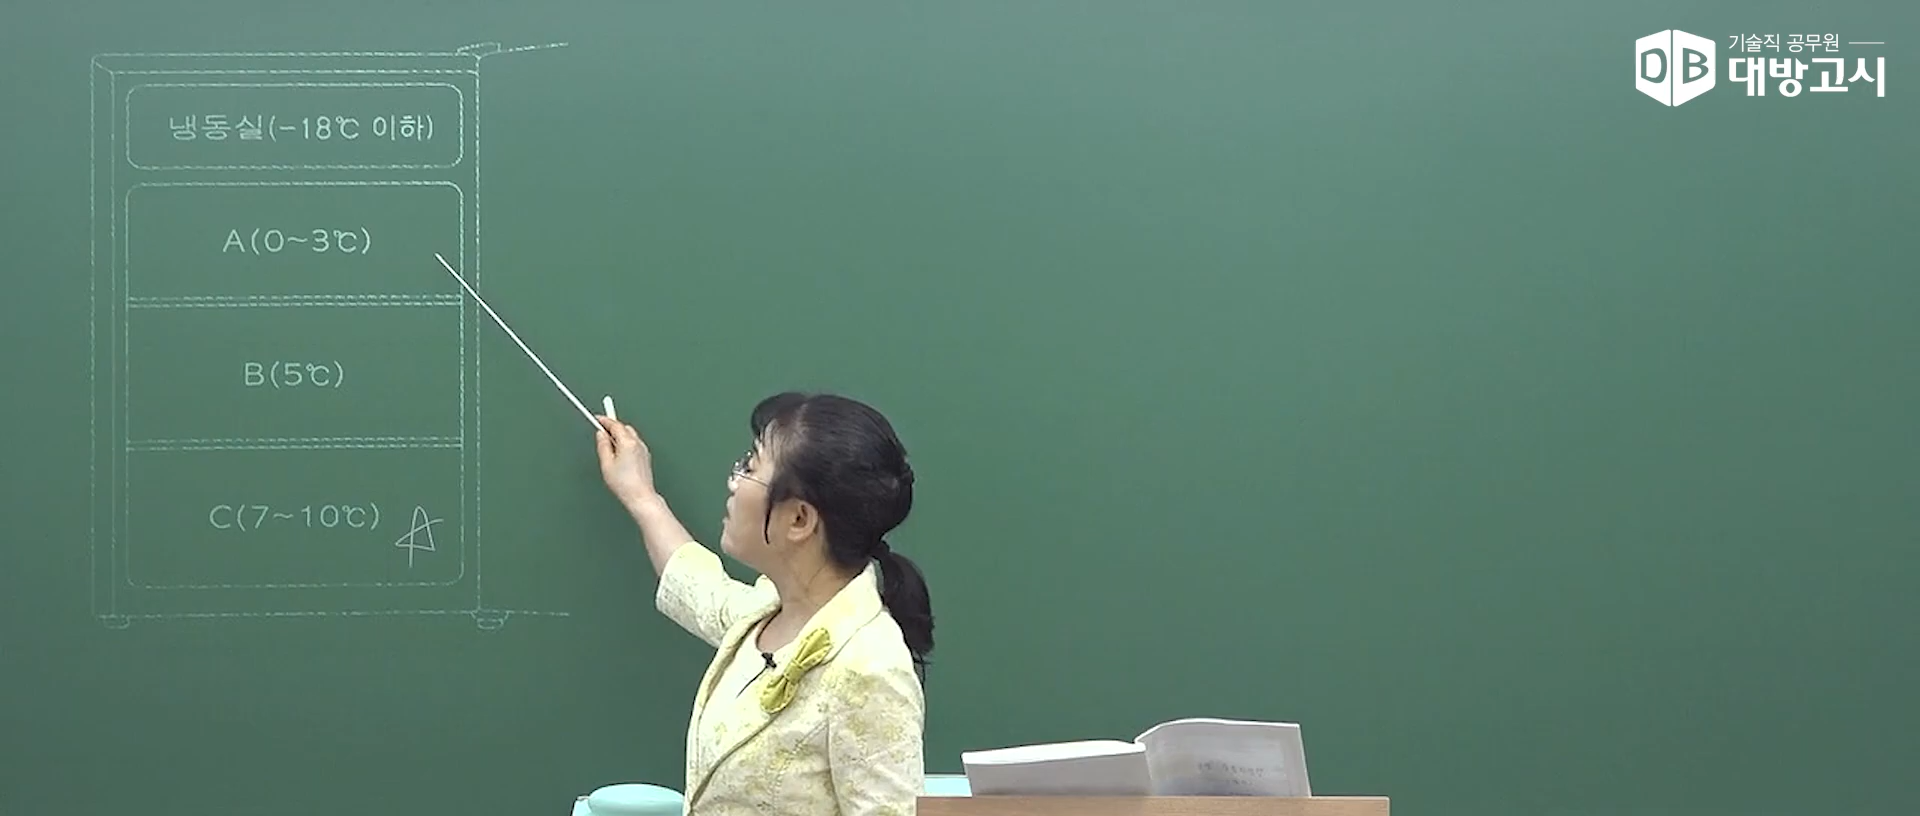 기술직 공무원
대방고시
DB
냉동실(-18℃ 이하)
A(0~3℃)
B(5℃)
C(7~10℃)